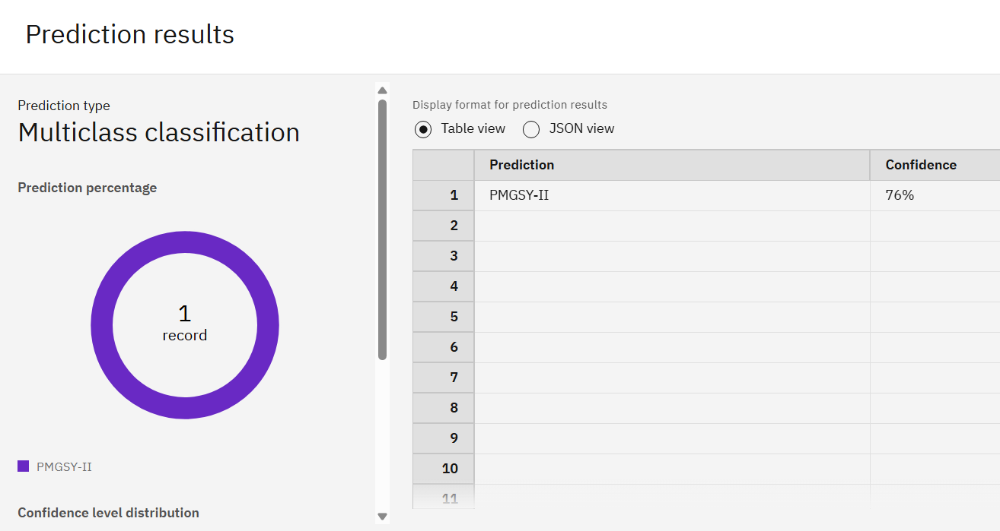 Prediction results
Prediction type
Multiclass classification
Prediction percentage
1
record
PMGSY-II
Confidence level distribution
Display format for prediction results
Table view JSON view
Prediction Confidence
1 PMGSY-II 76%
2
3
4
5
6
7
8
9
10
11